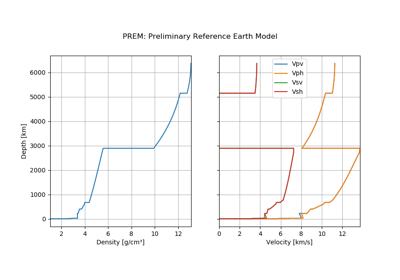 PREM: Preliminary Reference Earth Model
Depth [km]
6000
5000
4000
3000
2000
1000
0
2 4 6 8 10 12
Density [g/cm³]
Vpv
Vph
Vsv
Vsh
0 2 4 6 8 10 12
Velocity [km/s]